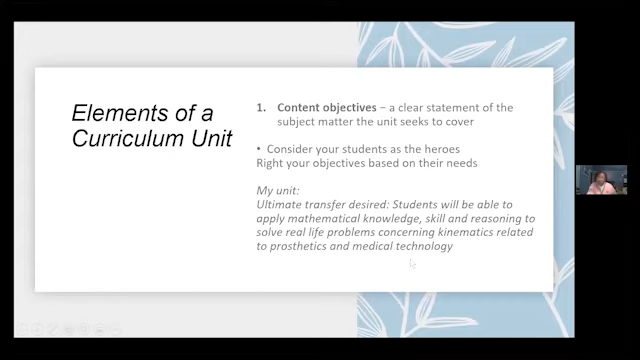 Elements of a
Curriculum Unit
1. Content objectives – a clear statement of the
subject matter the unit seeks to cover
• Consider your students as the heroes
Right your objectives based on their needs
My unit:
Ultimate transfer desired: Students will be able to
apply mathematical knowledge, skill and reasoning to
solve real life problems concerning kinematics related
to prosthetics and medical technology